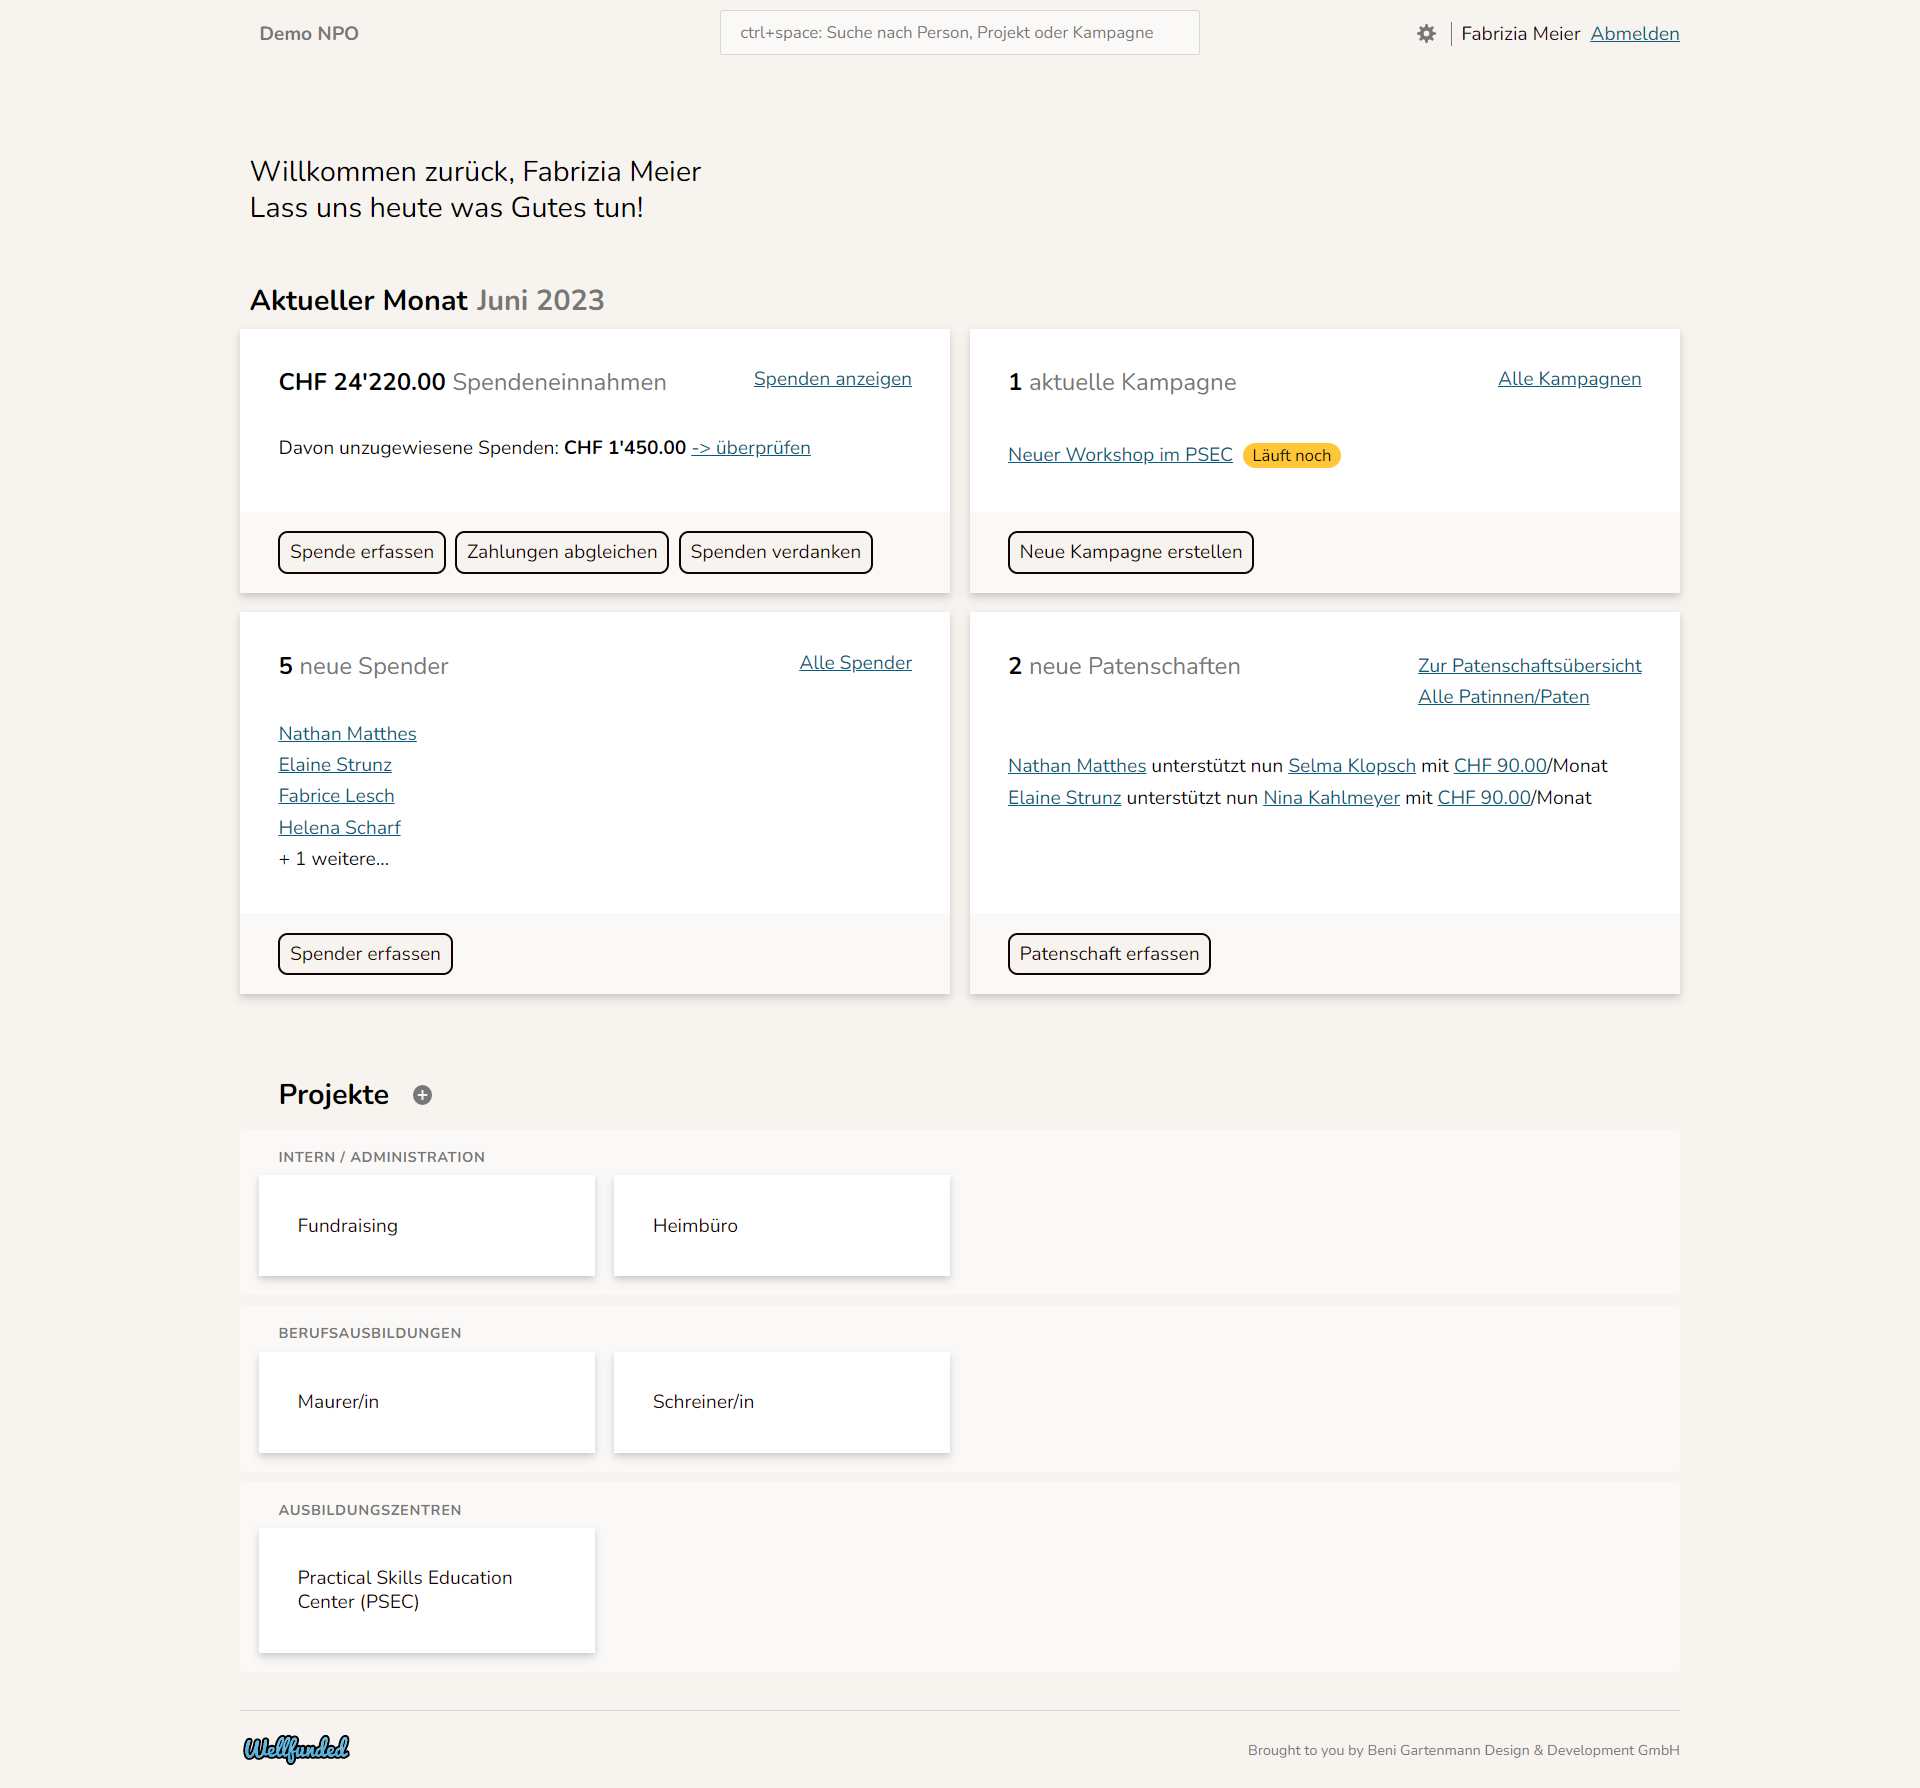 Demo NPO
ctrl+space: Suche nach Person, Projekt oder Kampagne
Fabrizia Meier Abmelden
Willkommen zurück, Fabrizia Meier
Lass uns heute was Gutes tun!
Aktueller Monat Juni 2023
CHF 24'220.00 Spendeneinnahmen
Spenden anzeigen
Davon unzugewiesene Spenden: CHF 1'450.00 -> überprüfen
Spende erfassen
Zahlungen abgleichen
Spenden verdanken
1 aktuelle Kampagne
Alle Kampagnen
Neuer Workshop im PSEC Läuft noch
Neue Kampagne erstellen
5 neue Spender
Alle Spender
Nathan Matthes
Elaine Strunz
Fabrice Lesch
Helena Scharf
+ 1 weitere...
Spender erfassen
2 neue Patenschaften
Zur Patenschaftsübersicht
Alle Patinnen/Paten
Nathan Matthes unterstützt nun Selma Klopsch mit CHF 90.00/Monat
Elaine Strunz unterstützt nun Nina Kahlmeyer mit CHF 90.00/Monat
Patenschaft erfassen
Projekte
INTERN / ADMINISTRATION
Fundraising
Heimbüro
BERUFSAUSBILDUNGEN
Maurer/in
Schreiner/in
AUSBILDUNGSZENTREN
Practical Skills Education
Center (PSEC)
Wellfunded
Brought to you by Beni Gartenmann Design & Development GmbH